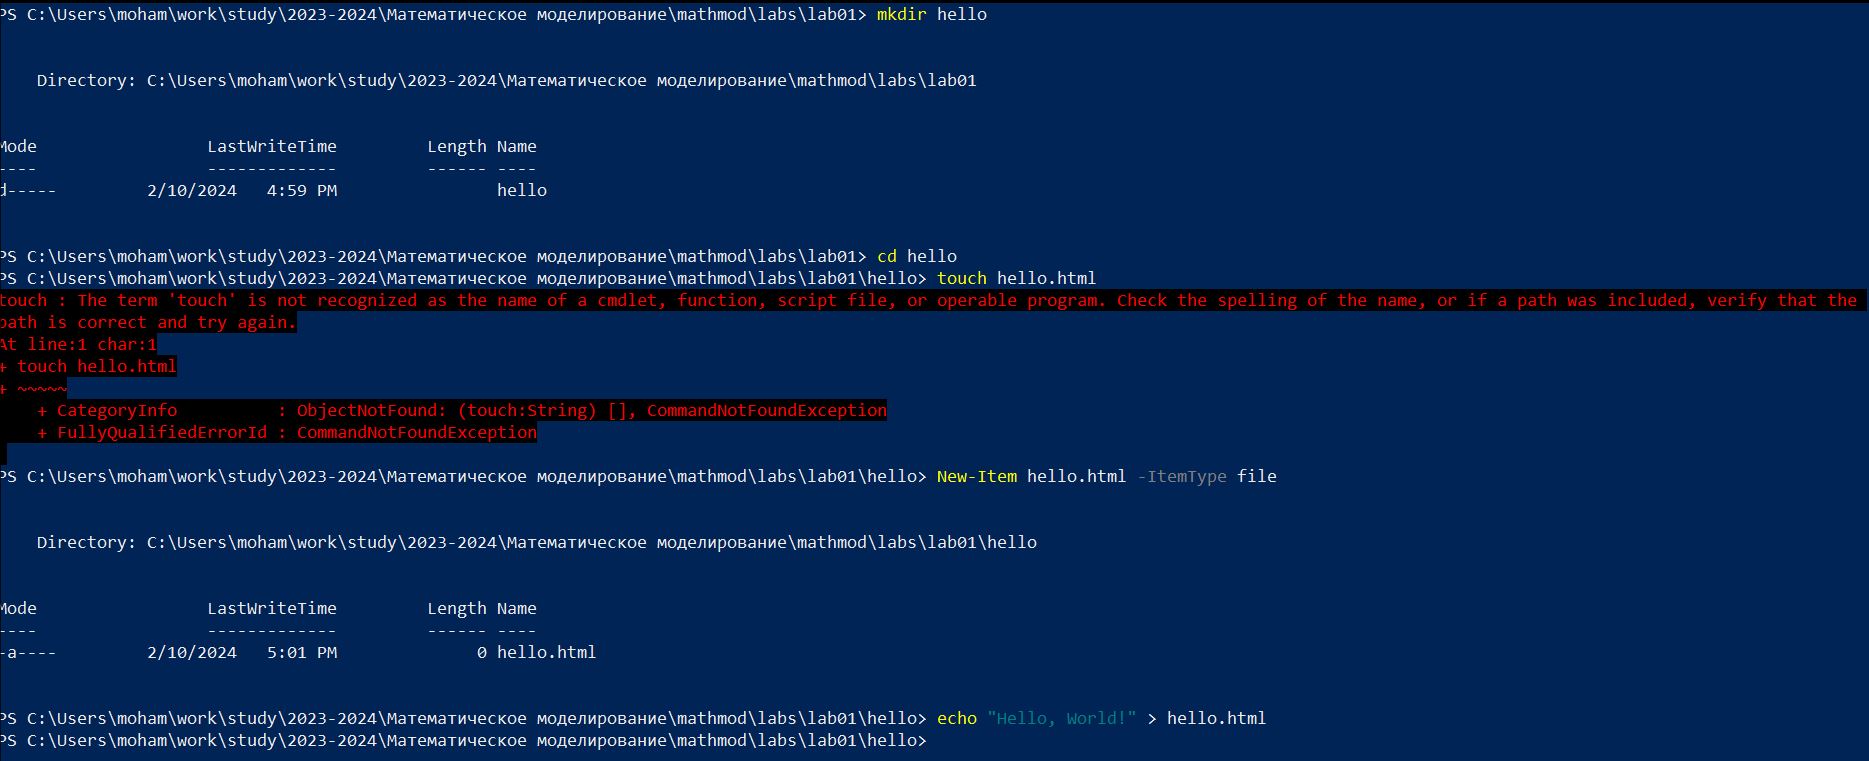 PS C:\Users\moham\work\study\2023-2024\Математическое моделирование\mathmod\labs\lab01> mkdir hello
Directory: C:\Users\moham\work\study\2023-2024\Математическое моделирование\mathmod\labs\lab01
Mode LastWriteTime Length Name
---- ------------- ------ ----
d----- 2/10/2024 4:59 PM hello
PS C:\Users\moham\work\study\2023-2024\Математическое моделирование\mathmod\labs\lab01> cd hello
PS C:\Users\moham\work\study\2023-2024\Математическое моделирование\mathmod\labs\lab01\hello> touch hello.html
touch : The term 'touch' is not recognized as the name of a cmdlet, function, script file, or operable program. Check the spelling of the name, or if a path was included, verify that the
path is correct and try again.
At line:1 char:1
+ touch hello.html
+ ~~~~~
+ CategoryInfo : ObjectNotFound: (touch:String) [], CommandNotFoundException
+ FullyQualifiedErrorId : CommandNotFoundException
PS C:\Users\moham\work\study\2023-2024\Математическое моделирование\mathmod\labs\lab01\hello> New-Item hello.html -ItemType file
Directory: C:\Users\moham\work\study\2023-2024\Математическое моделирование\mathmod\labs\lab01\hello
Mode LastWriteTime Length Name
---- ------------- ------ ----
-a---- 2/10/2024 5:01 PM 0 hello.html
PS C:\Users\moham\work\study\2023-2024\Математическое моделирование\mathmod\labs\lab01\hello> echo "Hello, World!" > hello.html
PS C:\Users\moham\work\study\2023-2024\Математическое моделирование\mathmod\labs\lab01\hello>